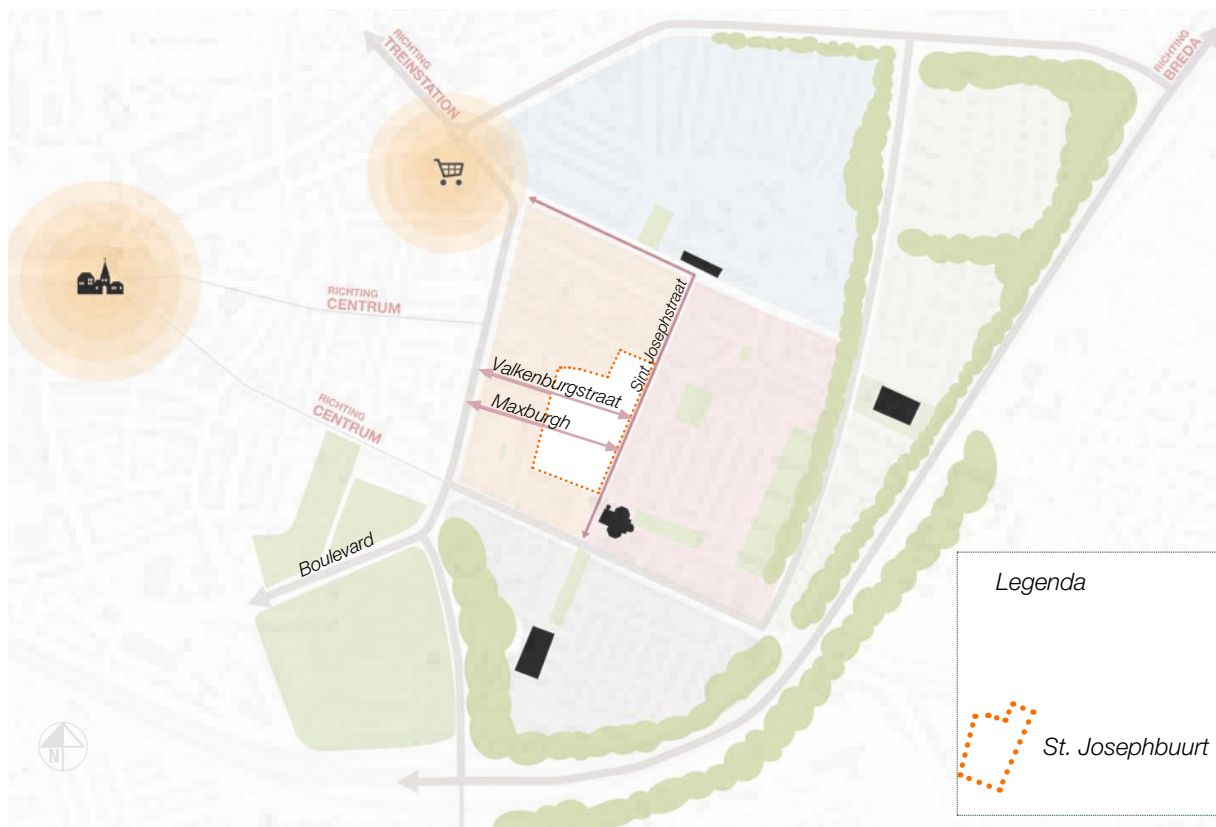 RICHTING
TREINSTATION
RICHTING
BREDA
RICHTING
CENTRUM
Sint Josephstraat
Valkenburgstraat
Maxburgh
RICHTING
CENTRUM
Boulevard
Legenda
St. Josephbuurt
N